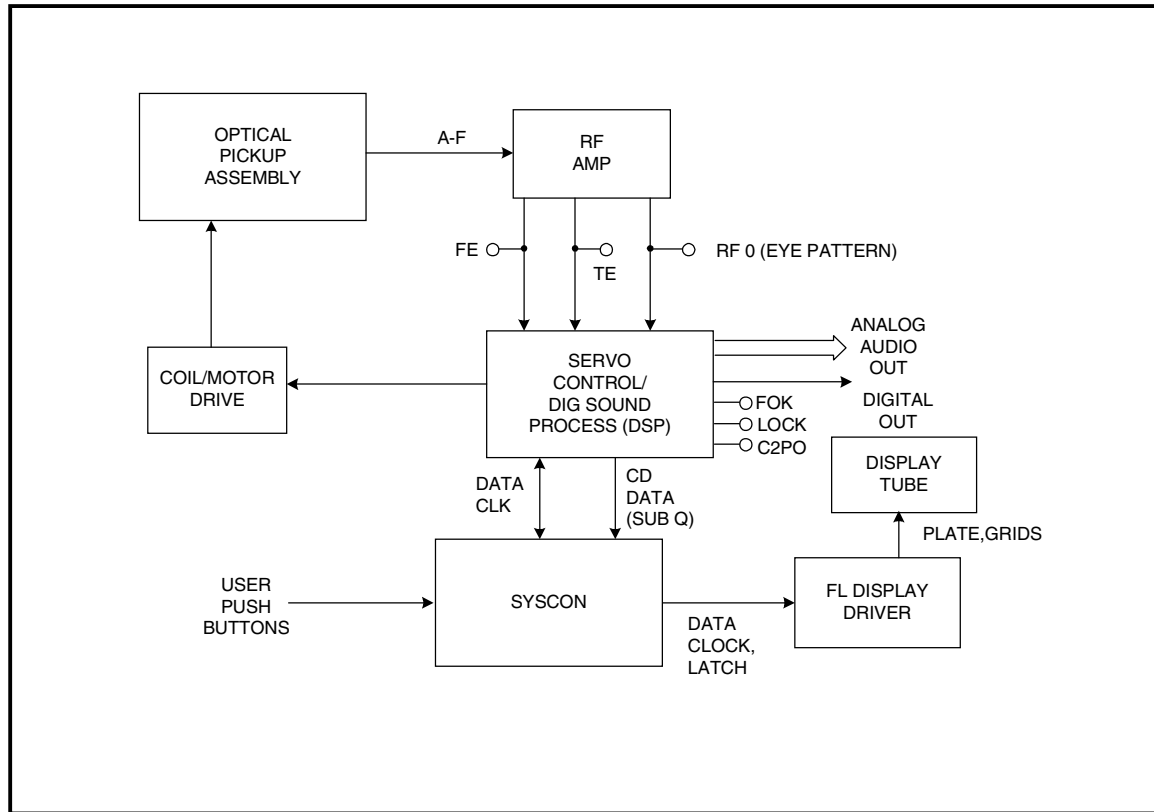 OPTICAL
PICKUP
ASSEMBLY
A-F
RF
AMP
FE
TE
RF 0 (EYE PATTERN)
COIL/MOTOR
DRIVE
SERVO
CONTROL/
DIG SOUND
PROCESS (DSP)
ANALOG
AUDIO
OUT
DIGITAL
OUT
FOK
LOCK
C2PO
DISPLAY
TUBE
DATA
CLK
CD
DATA
(SUB Q)
PLATE,GRIDS
USER
PUSH
BUTTONS
SYSCON
DATA
CLOCK,
LATCH
FL DISPLAY
DRIVER